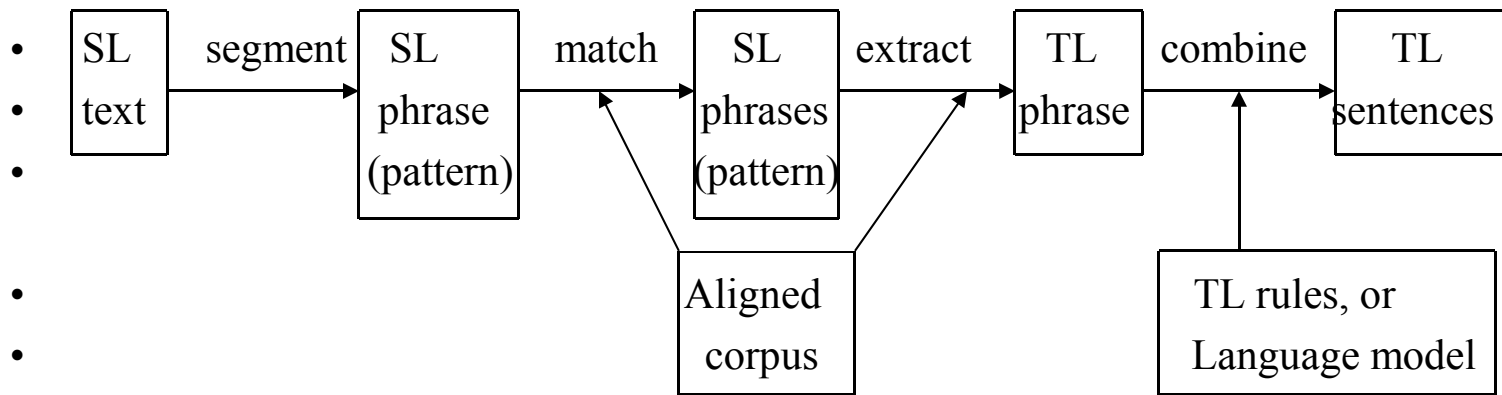 • SL segment SL match SL extract TL combine TL
• text phrase phrases phrase sentences
• (pattern) (pattern)
• Aligned TL rules, or
• corpus Language model